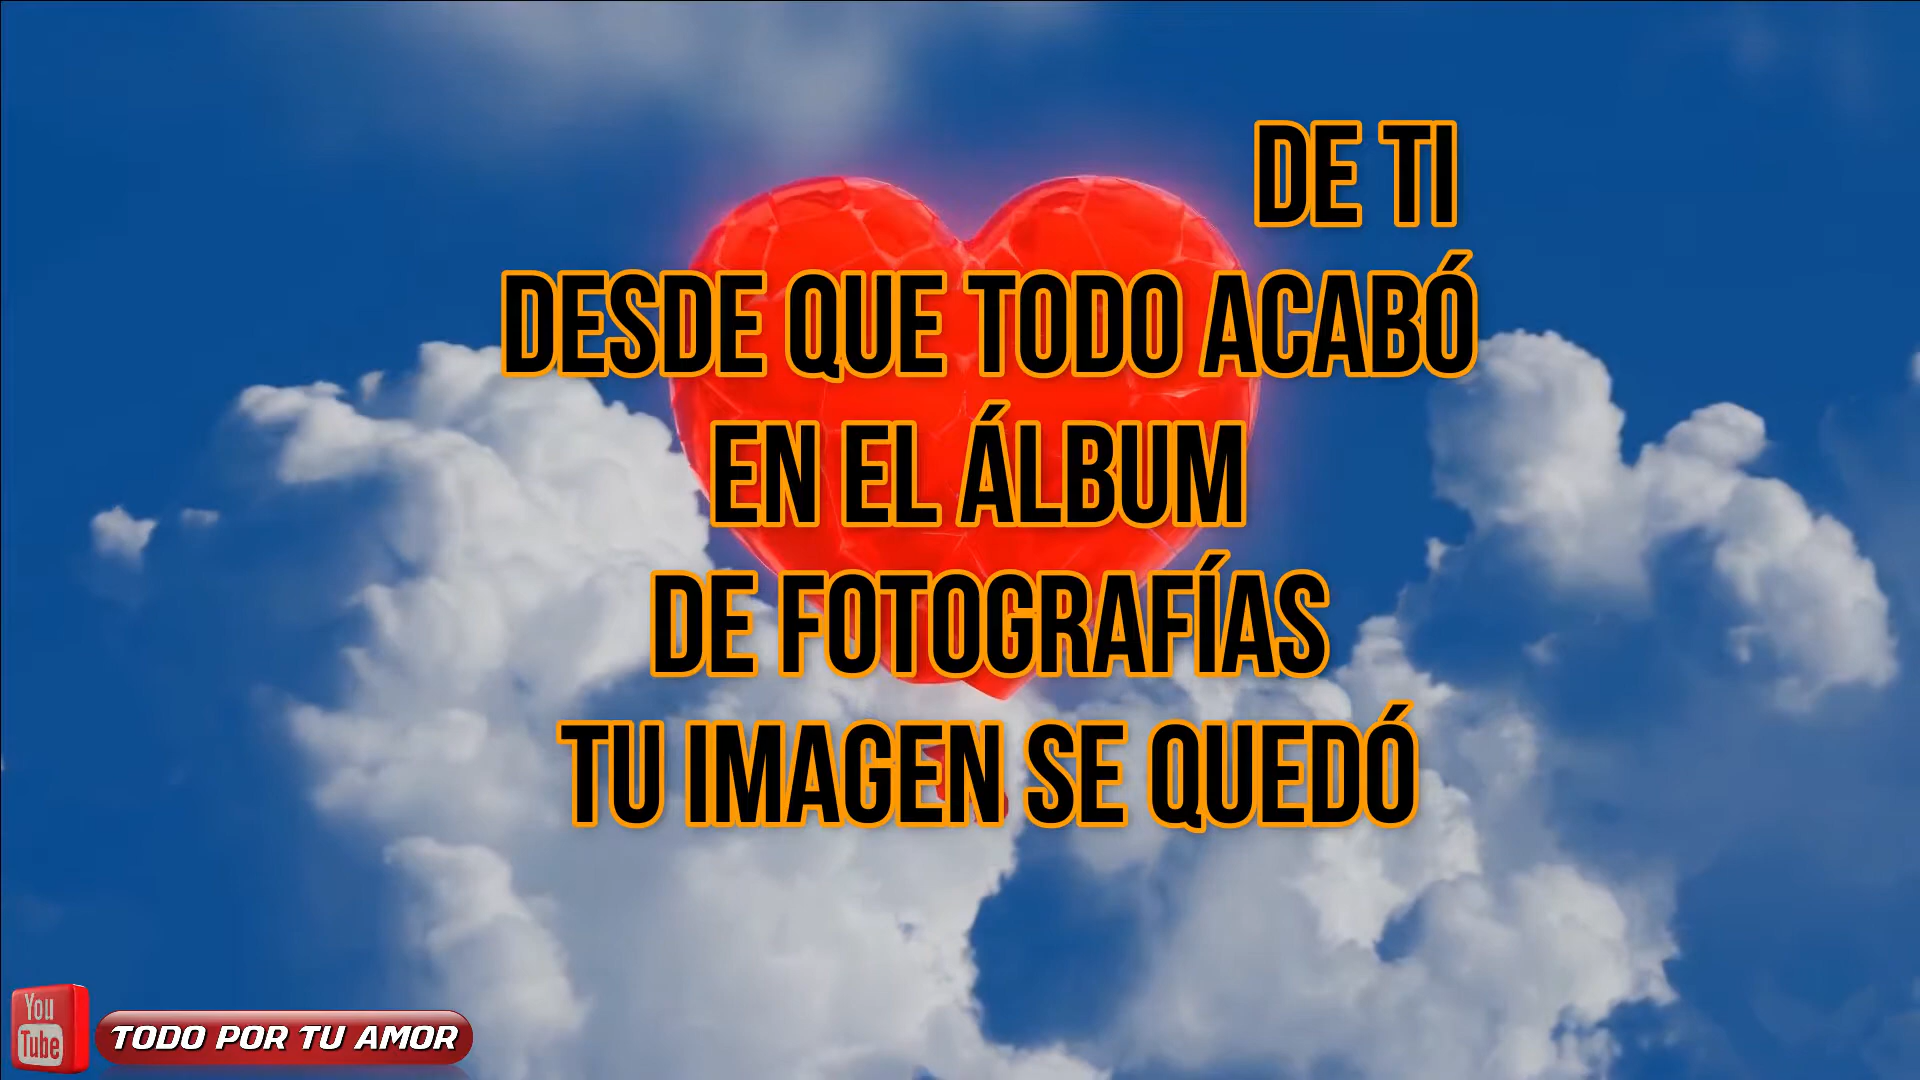 DE TI
DESDE QUE TODO ACABÓ
EN EL ÁLBUM
DE FOTOGRAFÍAS
TU IMAGEN SE QUEDÓ
You
Tube
TODO POR TU AMOR